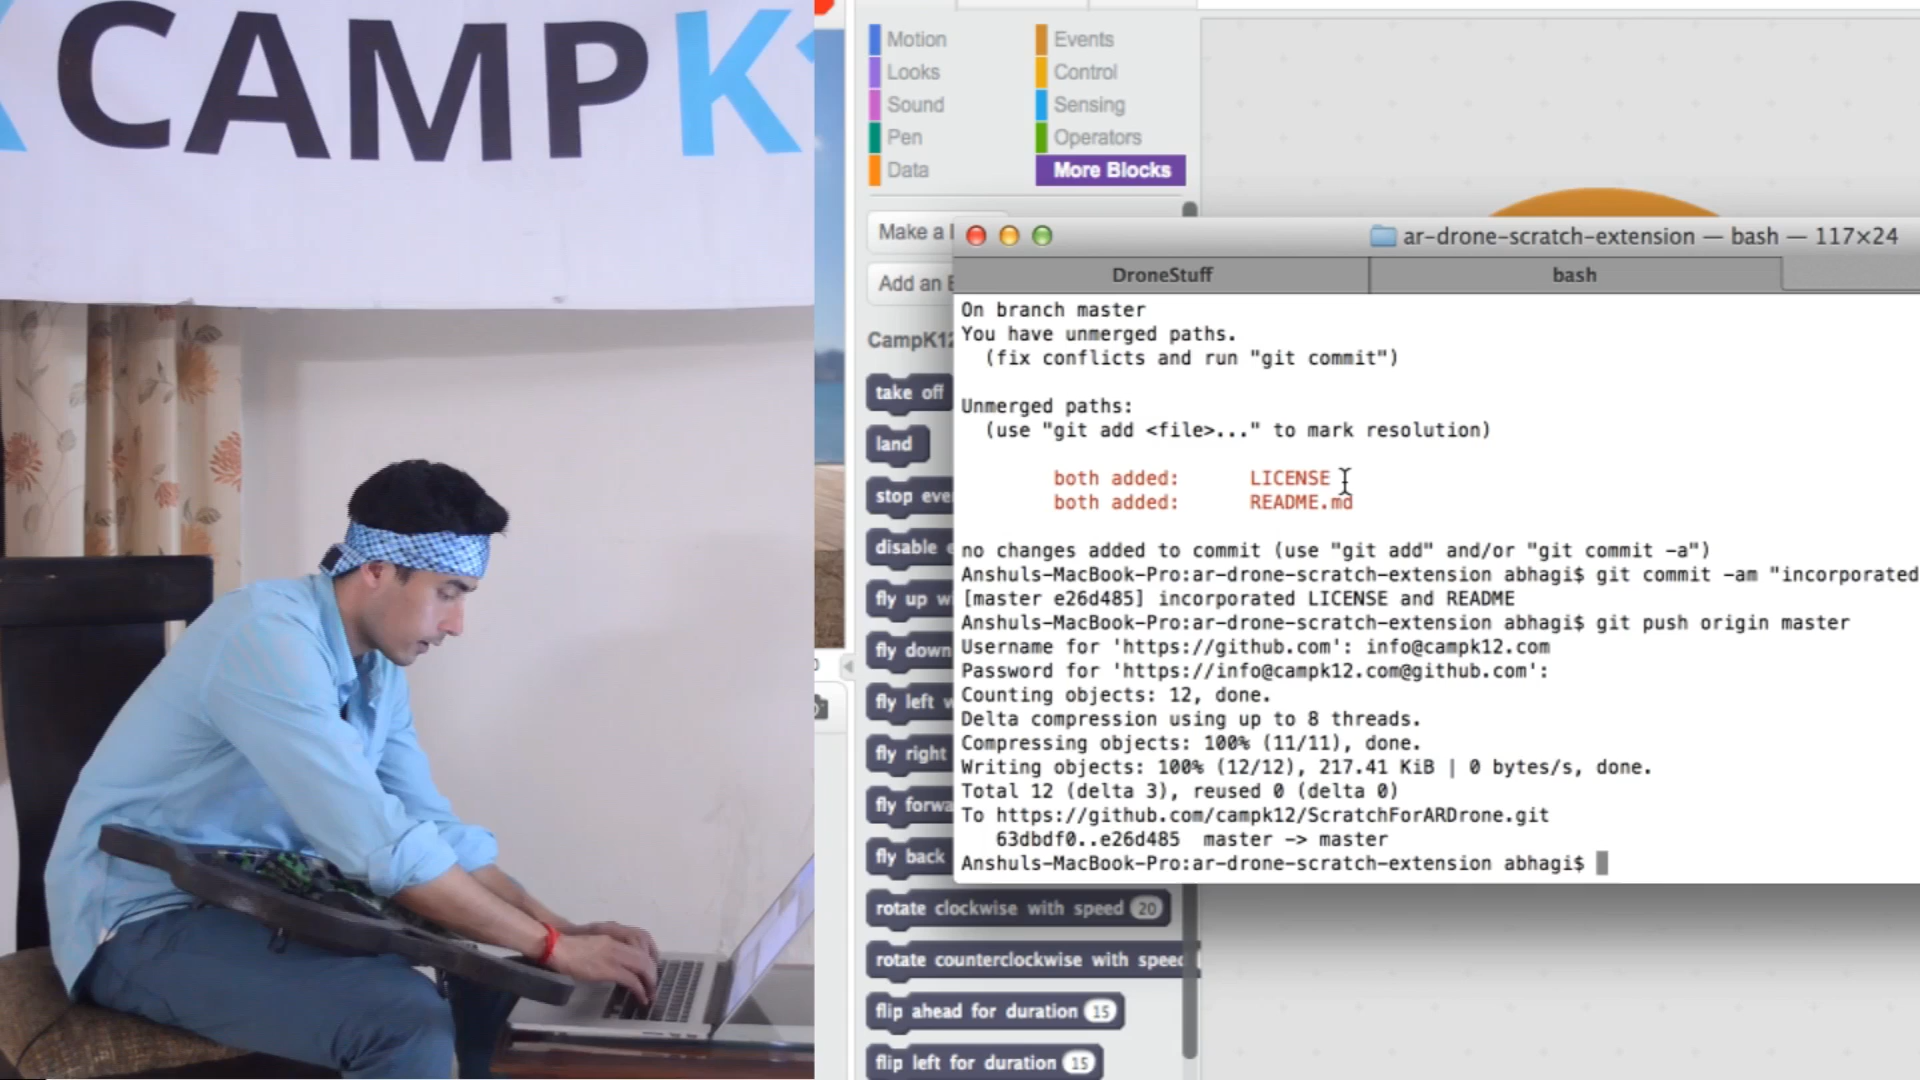 CAMPK
Motion
Looks
Sound
Pen
Data
Events
Control
Sensing
Operators
More Blocks
Make a
Add an
CampK12
take off
land
stop
disable
fly up
fly down
fly left
fly right
fly
fly back
rotate clockwise with speed 20
rotate counterclockwise with speed
flip ahead for duration 15
flip left for duration 15
ar-drone-scratch-extension — bash — 117×24
DroneStuff
bash
On branch master
You have unmerged paths.
(fix conflicts and run "git commit")
Unmerged paths:
(use "git add <file>..." to mark resolution)
both added: LICENSE
both added: README.md
no changes added to commit (use "git add" and/or "git commit -a")
Anshuls-MacBook-Pro:ar-drone-scratch-extension abhagi$ git commit -am "incorporated
[master e26d485] incorporated LICENSE and README
Anshuls-MacBook-Pro:ar-drone-scratch-extension abhagi$ git push origin master
Username for 'https://github.com': info@campk12.com
Password for 'https://info@campk12.com@github.com':
Counting objects: 12, done.
Delta compression using up to 8 threads.
Compressing objects: 100% (11/11), done.
Writing objects: 100% (12/12), 217.41 KiB | 0 bytes/s, done.
Total 12 (delta 3), reused 0 (delta 0)
To https://github.com/campk12/ScratchForARDrone.git
63dbdf0..e26d485 master -> master
Anshuls-MacBook-Pro:ar-drone-scratch-extension abhagi$